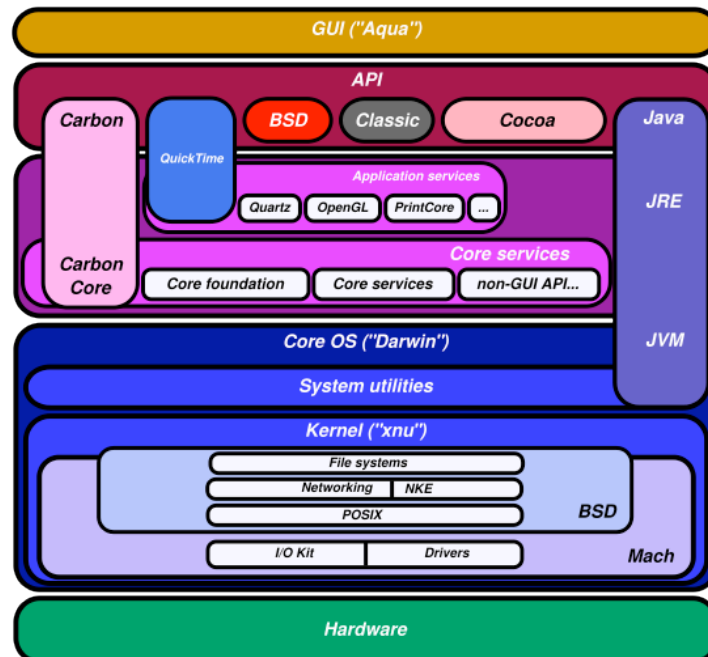 GUI ("Aqua")
API
Carbon
QuickTime
BSD
Classic
Cocoa
Java
Application services
Quartz
OpenGL
PrintCore
...
JRE
Core services
Carbon
Core
Core foundation
Core services
non-GUI API...
Core OS ("Darwin")
JVM
System utilities
Kernel ("xnu")
File systems
Networking
NKE
POSIX
BSD
I/O Kit
Drivers
Mach
Hardware